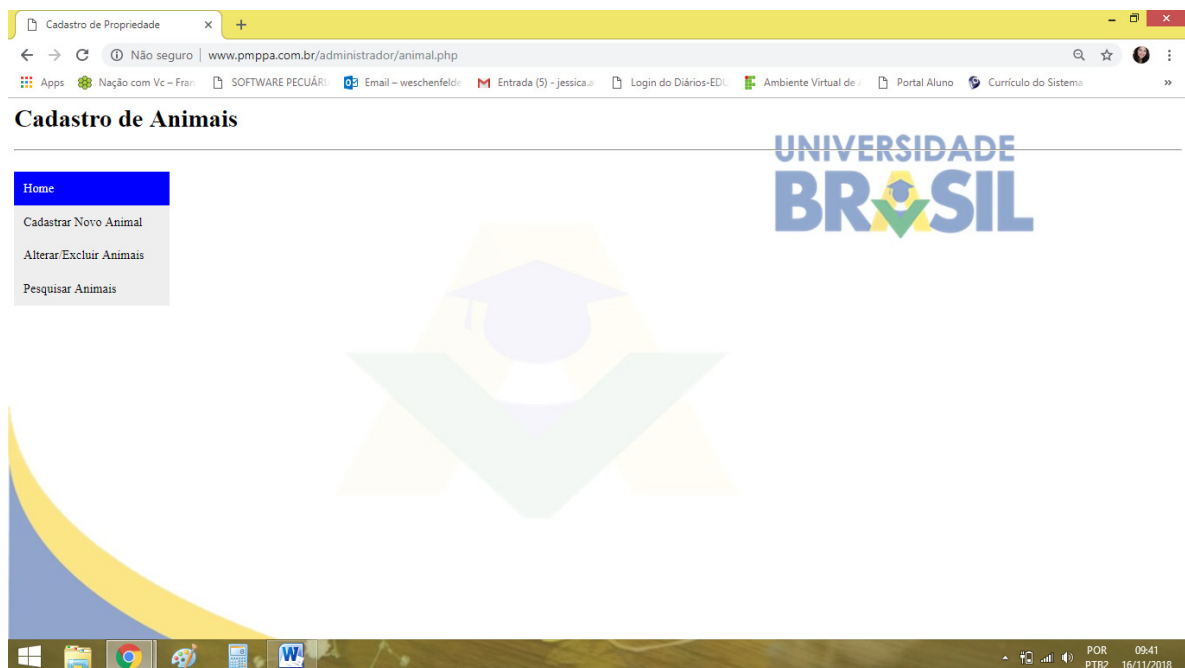 Cadastro de Propriedade
Não seguro | www.pmppa.com.br/administrador/animal.php
Apps Nação com Vc – Fran SOFTWARE PECUÁRI Email – weschenfelde Entrada (5) - jessica.a Login do Diários-EDU Ambiente Virtual de A Portal Aluno Currículo do Sistema »
Cadastro de Animais
UNIVERSIDADE
BRASIL
Home
Cadastrar Novo Animal
Alterar/Excluir Animais
Pesquisar Animais
POR 09:41
PTB2 16/11/2018